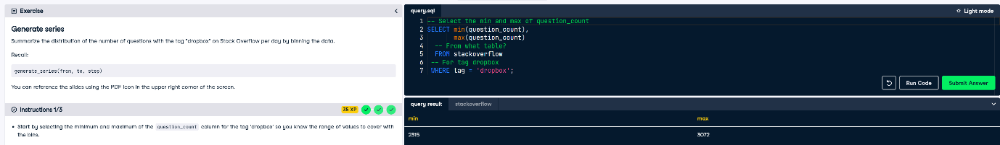 Exercise
Generate series
Summarize the distribution of the number of questions with the tag "dropbox" on Stack Overflow per day by binning the data.
Recall:
generate_series(from, to, step)
You can reference the slides using the PDF icon in the upper right corner of the screen.
Instructions 1/3
35 XP
Start by selecting the minimum and maximum of the question_count column for the tag 'dropbox' so you know the range of values to cover with
the bins.
query.sql
Light mode
1 -- Select the min and max of question_count
2 SELECT min(question_count),
3 max(question_count)
4 -- From what table?
5 FROM stackoverflow
6 -- For tag dropbox
7 WHERE tag = 'dropbox';
Run Code
Submit Answer
query result
stackoverflow
min max
2315 3072